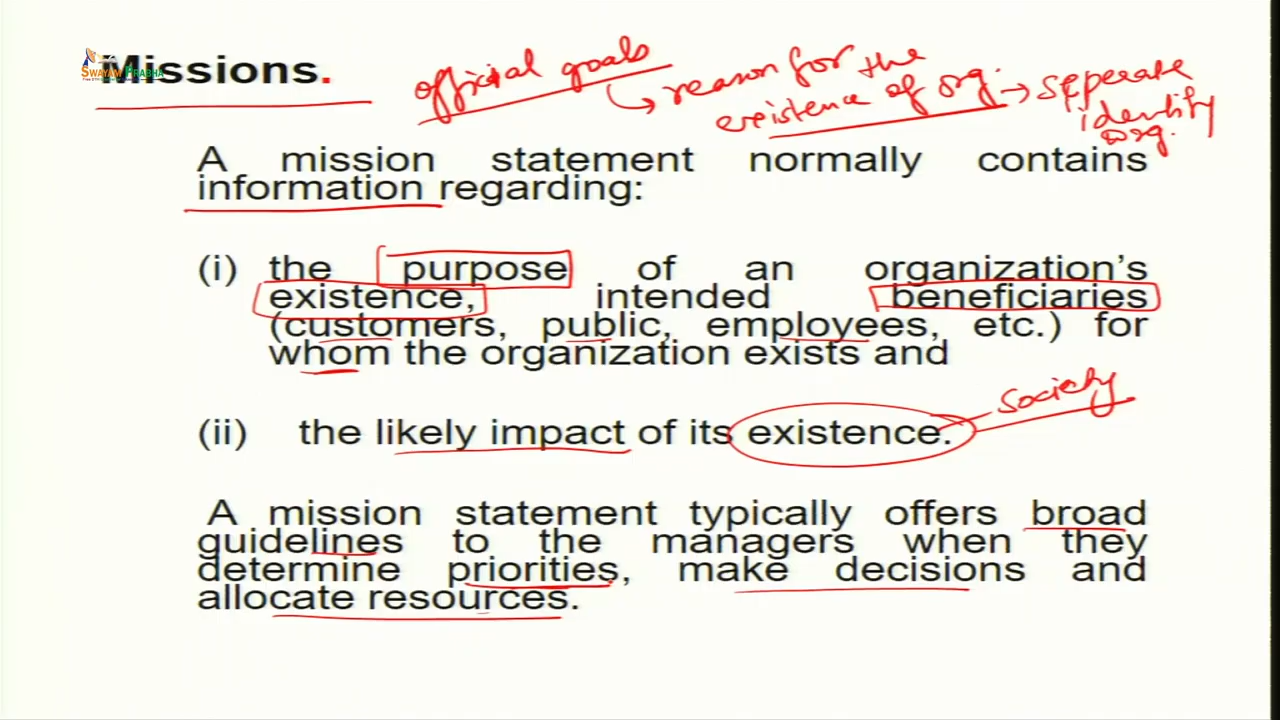 SWAYAM PRABHA
Missions.
official goals
reason for the
existence of org.
seperate
identity
org.
A mission statement normally contains
information regarding:
(i) the purpose of an organization's
existence, intended beneficiaries
(customers, public, employees, etc.) for
whom the organization exists and
(ii) the likely impact of its existence.
society
A mission statement typically offers broad
guidelines to the managers when they
determine priorities, make decisions and
allocate resources.